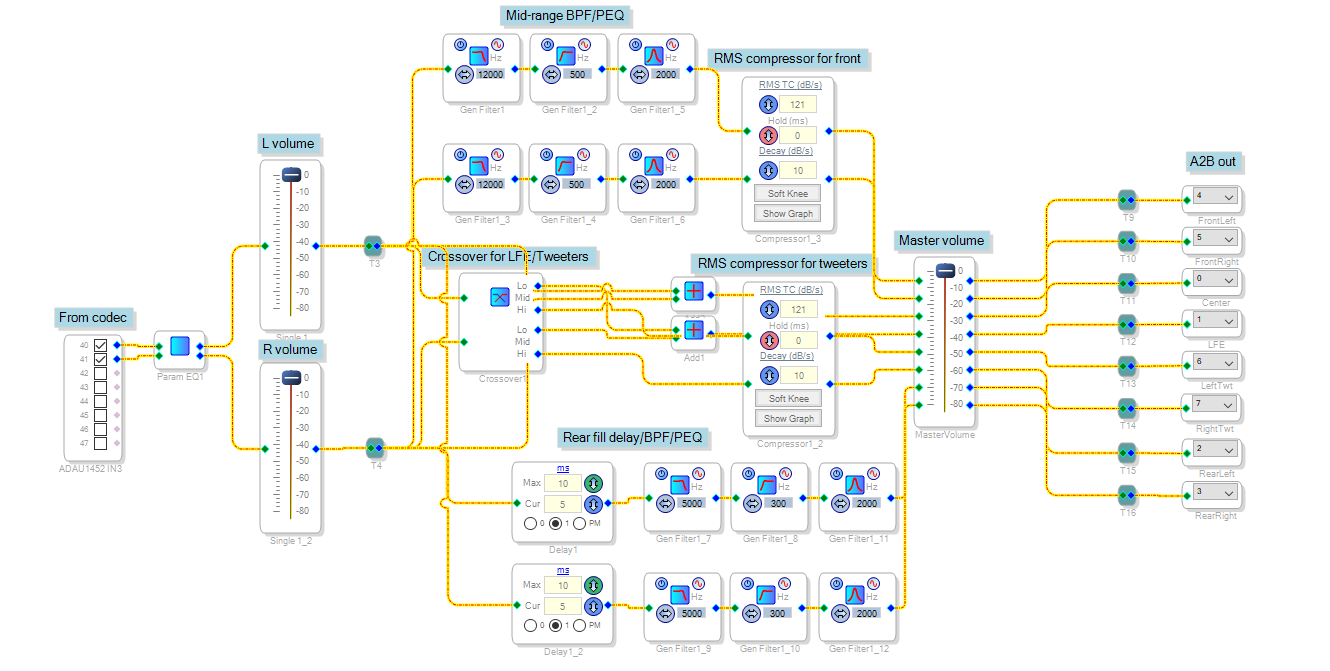 Mid-range BPF/PEQ
Hz
12000
Gen Filter1
Hz
500
Gen Filter1_2
Hz
2000
Gen Filter1_5
RMS compressor for front
RMS TC (dB/s)
121
Hold (ms)
0
Decay (dB/s)
10
Soft Knee
Show Graph
Compressor1_3
Hz
12000
Gen Filter1_3
Hz
500
Gen Filter1_4
Hz
2000
Gen Filter1_6
L volume
0
-10
-20
-30
-40
-50
-60
-70
-80
Single 1
T3
From codec
40
41
42
43
44
45
46
47
ADAU1452 IN3
Param EQ1
R volume
0
-10
-20
-30
-40
-50
-60
-70
-80
Single 1_2
T4
Crossover for LFE/Tweeters
Lo
Mid
Hi
Lo
Mid
Hi
Crossover1
Add1
RMS compressor for tweeters
RMS TC (dB/s)
121
Hold (ms)
0
Decay (dB/s)
10
Soft Knee
Show Graph
Compressor1_2
Master volume
0
-10
-20
-30
-40
-50
-60
-70
-80
MasterVolume
Rear fill delay/BPF/PEQ
ms
Max 10
Cur 5
0 1 PM
Delay1
Hz
5000
Gen Filter1_7
Hz
300
Gen Filter1_8
Hz
2000
Gen Filter1_11
ms
Max 10
Cur 5
0 1 PM
Delay1_2
Hz
5000
Gen Filter1_9
Hz
300
Gen Filter1_10
Hz
2000
Gen Filter1_12
A2B out
T9
4
FrontLeft
T10
5
FrontRight
T11
0
Center
T12
1
LFE
T13
6
LeftTwt
T14
7
RightTwt
T15
2
RearLeft
T16
3
RearRight